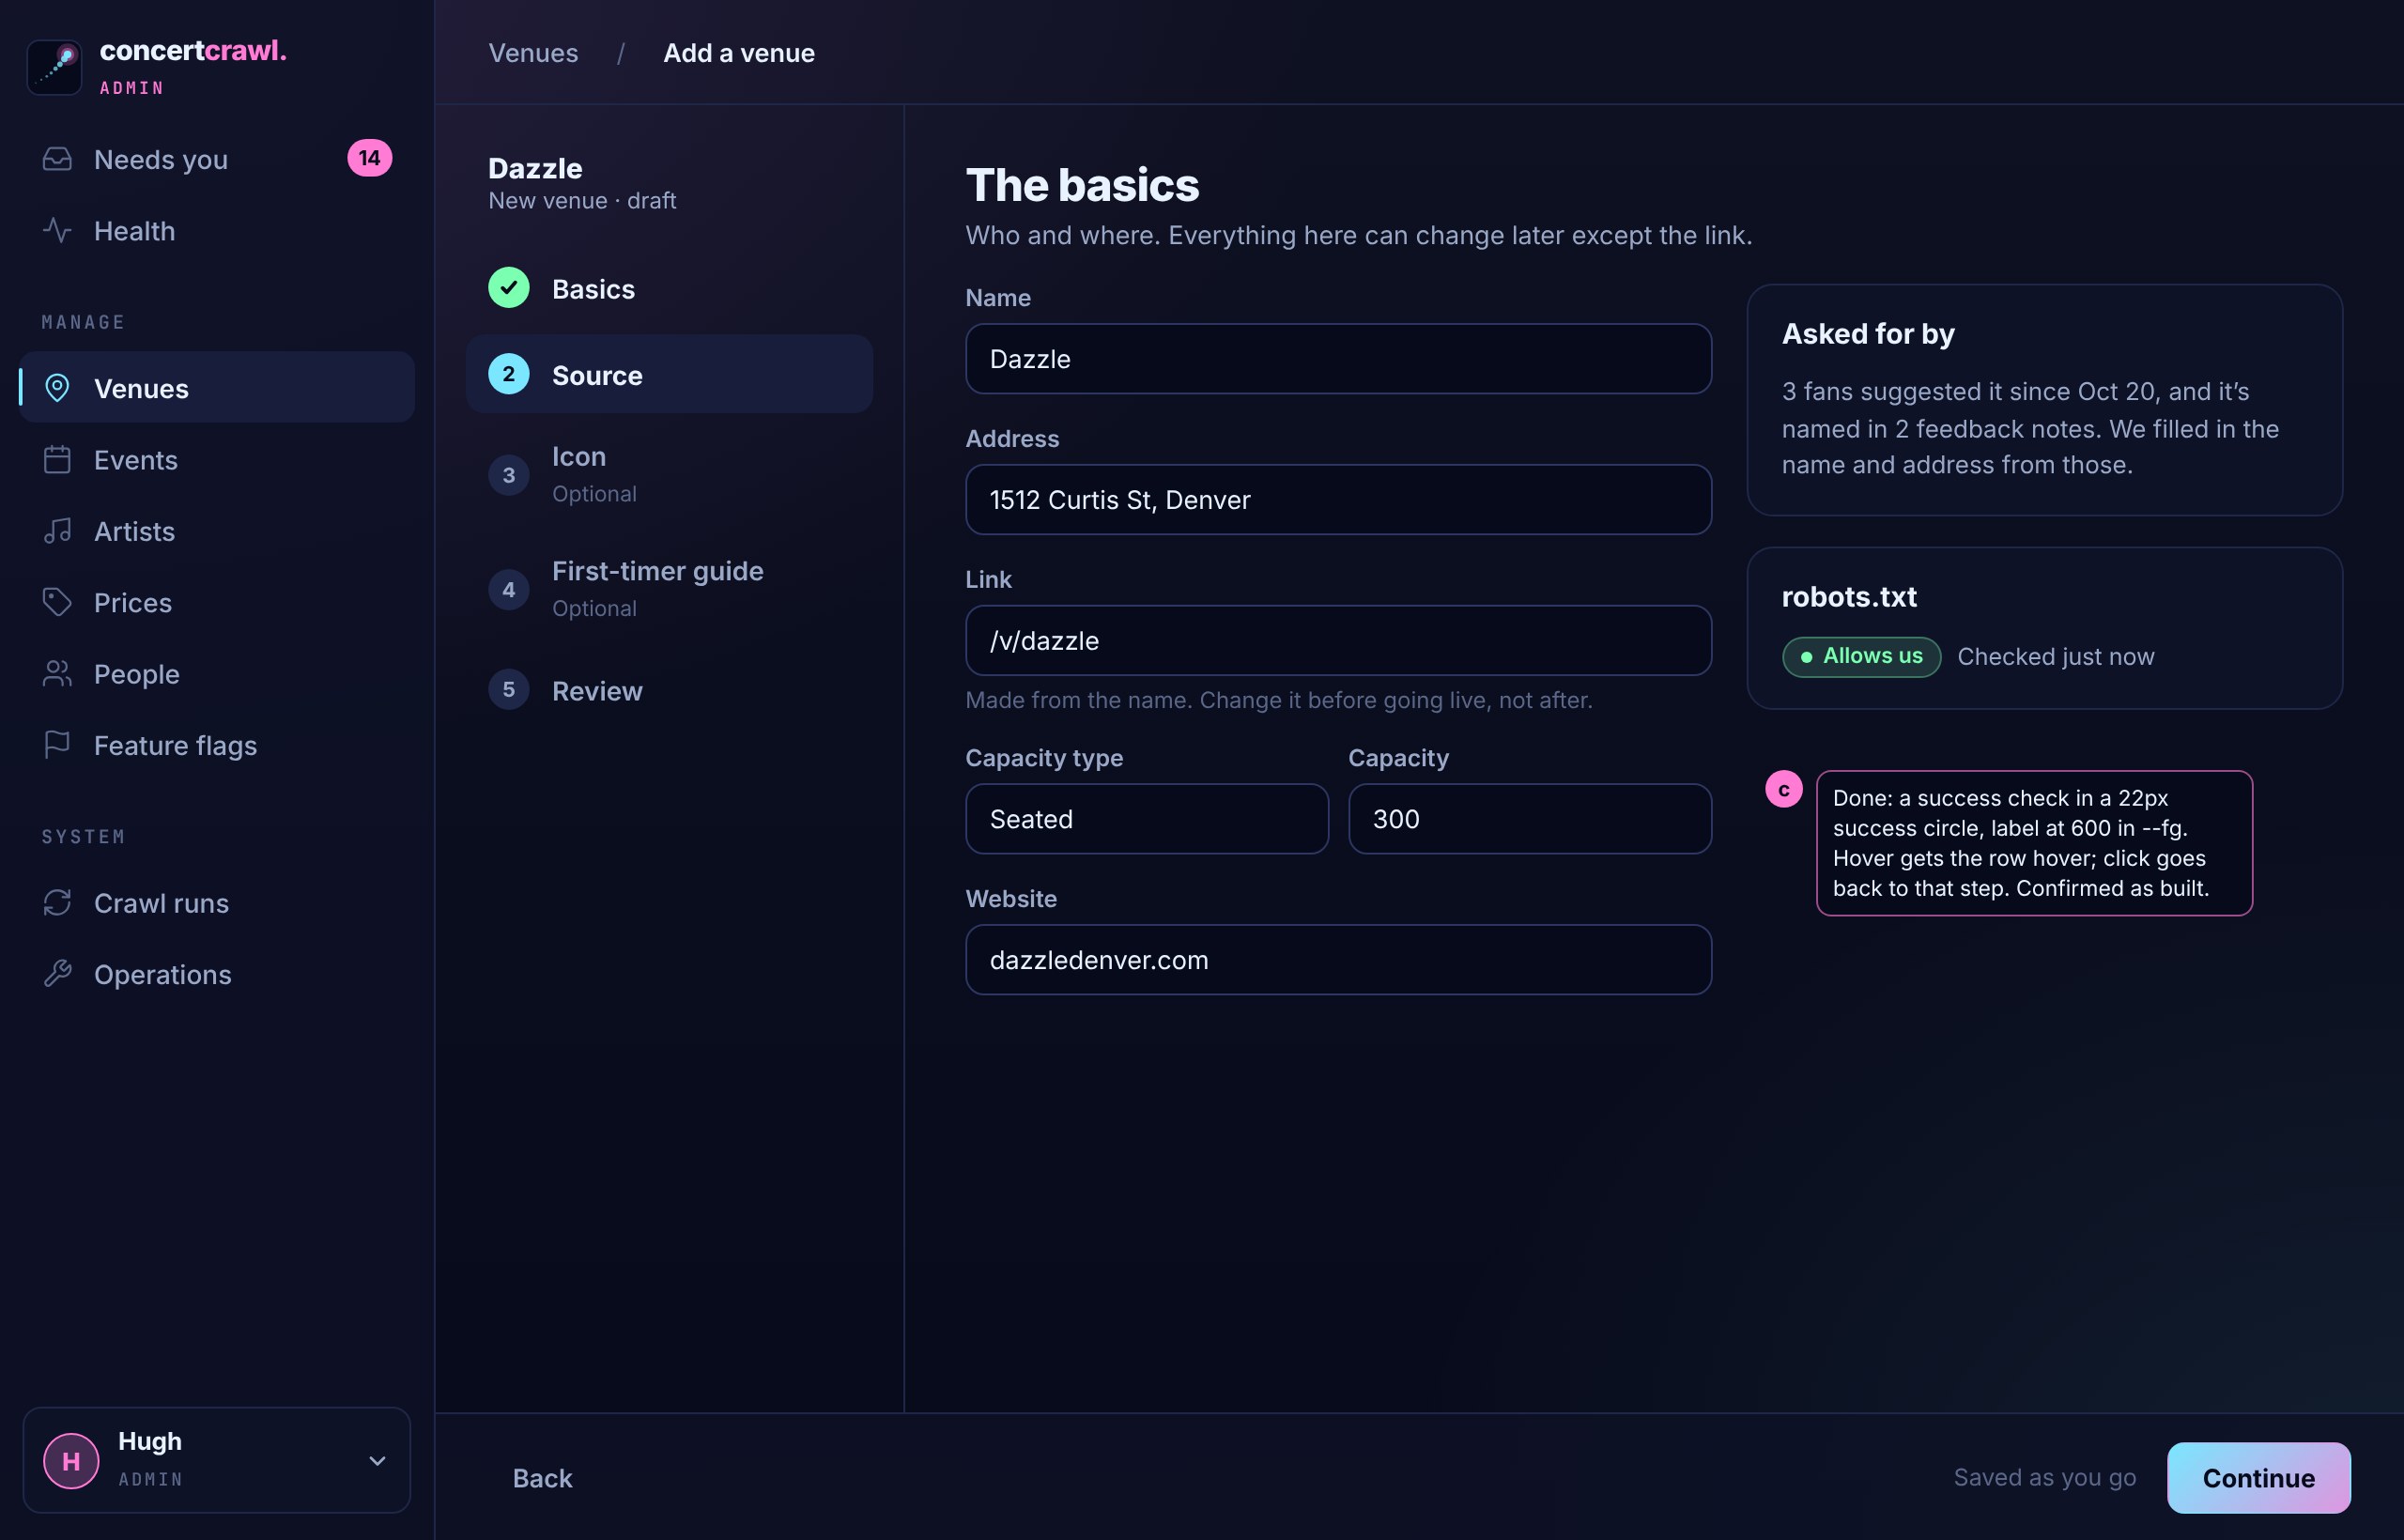 concertcrawl.
ADMIN
Needs you
14
Health
MANAGE
Venues
Events
Artists
Prices
People
Feature flags
SYSTEM
Crawl runs
Operations
H
Hugh
ADMIN
Venues / Add a venue
Dazzle
New venue · draft
Basics
2 Source
3 Icon
Optional
4 First-timer guide
Optional
5 Review
The basics
Who and where. Everything here can change later except the link.
Name
Dazzle
Address
1512 Curtis St, Denver
Link
/v/dazzle
Made from the name. Change it before going live, not after.
Capacity type
Seated
Capacity
300
Website
dazzledenver.com
Asked for by
3 fans suggested it since Oct 20, and it’s
named in 2 feedback notes. We filled in the
name and address from those.
robots.txt
Allows us
Checked just now
c
Done: a success check in a 22px
success circle, label at 600 in --fg.
Hover gets the row hover; click goes
back to that step. Confirmed as built.
Back
Saved as you go
Continue